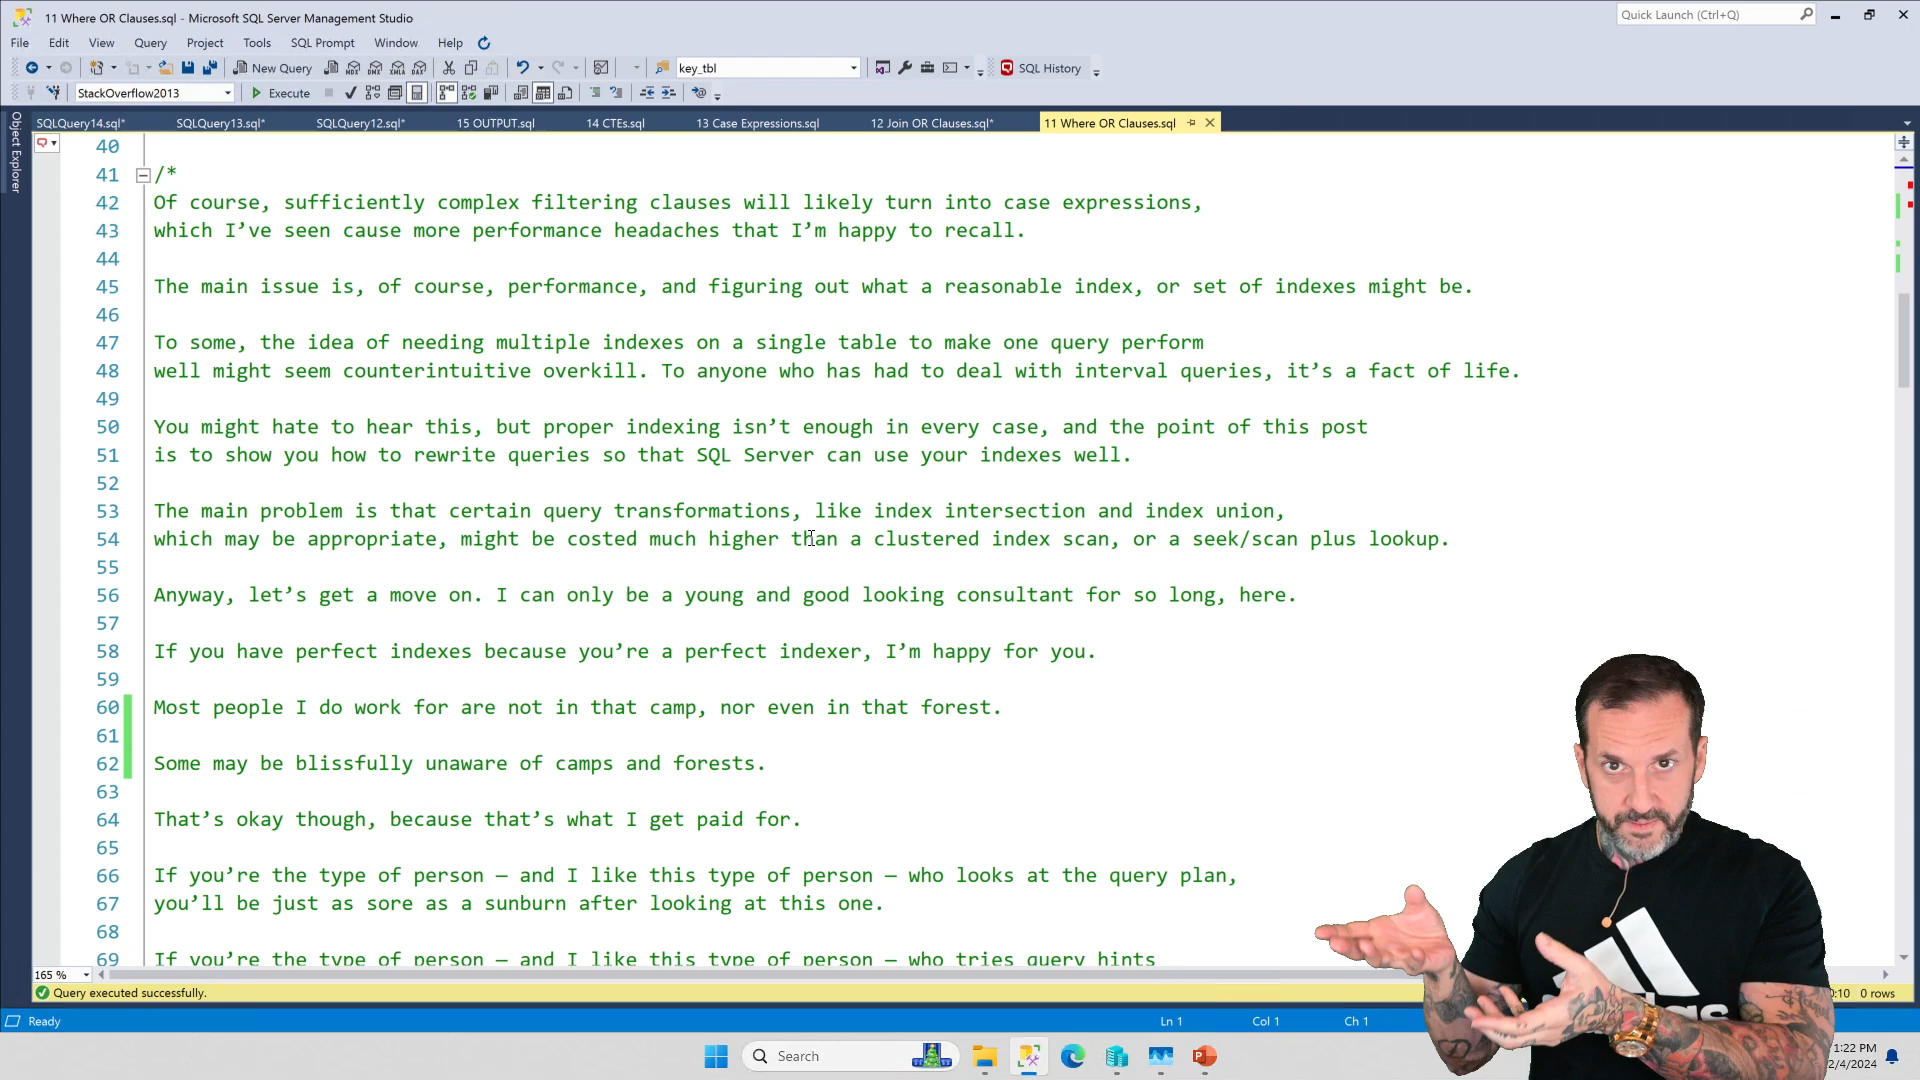 11 Where OR Clauses.sql - Microsoft SQL Server Management Studio
Quick Launch (Ctrl+Q)
File Edit View Query Project Tools SQL Prompt Window Help
New Query MDX DMX XMLA DAX key_tbl SQL History
StackOverflow2013 Execute
SQLQuery14.sql* SQLQuery13.sql* SQLQuery12.sql* 15 OUTPUT.sql 14 CTEs.sql 13 Case Expressions.sql 12 Join OR Clauses.sql* 11 Where OR Clauses.sql
Object Explorer
40
41 /*
42 Of course, sufficiently complex filtering clauses will likely turn into case expressions,
43 which I’ve seen cause more performance headaches that I’m happy to recall.
44
45 The main issue is, of course, performance, and figuring out what a reasonable index, or set of indexes might be.
46
47 To some, the idea of needing multiple indexes on a single table to make one query perform
48 well might seem counterintuitive overkill. To anyone who has had to deal with interval queries, it’s a fact of life.
49
50 You might hate to hear this, but proper indexing isn’t enough in every case, and the point of this post
51 is to show you how to rewrite queries so that SQL Server can use your indexes well.
52
53 The main problem is that certain query transformations, like index intersection and index union,
54 which may be appropriate, might be costed much higher than a clustered index scan, or a seek/scan plus lookup.
55
56 Anyway, let’s get a move on. I can only be a young and good looking consultant for so long, here.
57
58 If you have perfect indexes because you’re a perfect indexer, I’m happy for you.
59
60 Most people I do work for are not in that camp, nor even in that forest.
61
62 Some may be blissfully unaware of camps and forests.
63
64 That’s okay though, because that’s what I get paid for.
65
66 If you’re the type of person — and I like this type of person — who looks at the query plan,
67 you’ll be just as sore as a sunburn after looking at this one.
68
69 If you’re the type of person — and I like this type of person — who tries query hints
165 %
Query executed successfully. 0:10 0 rows
Ready Ln 1 Col 1 Ch 1
Search
1:22 PM
2/4/2024